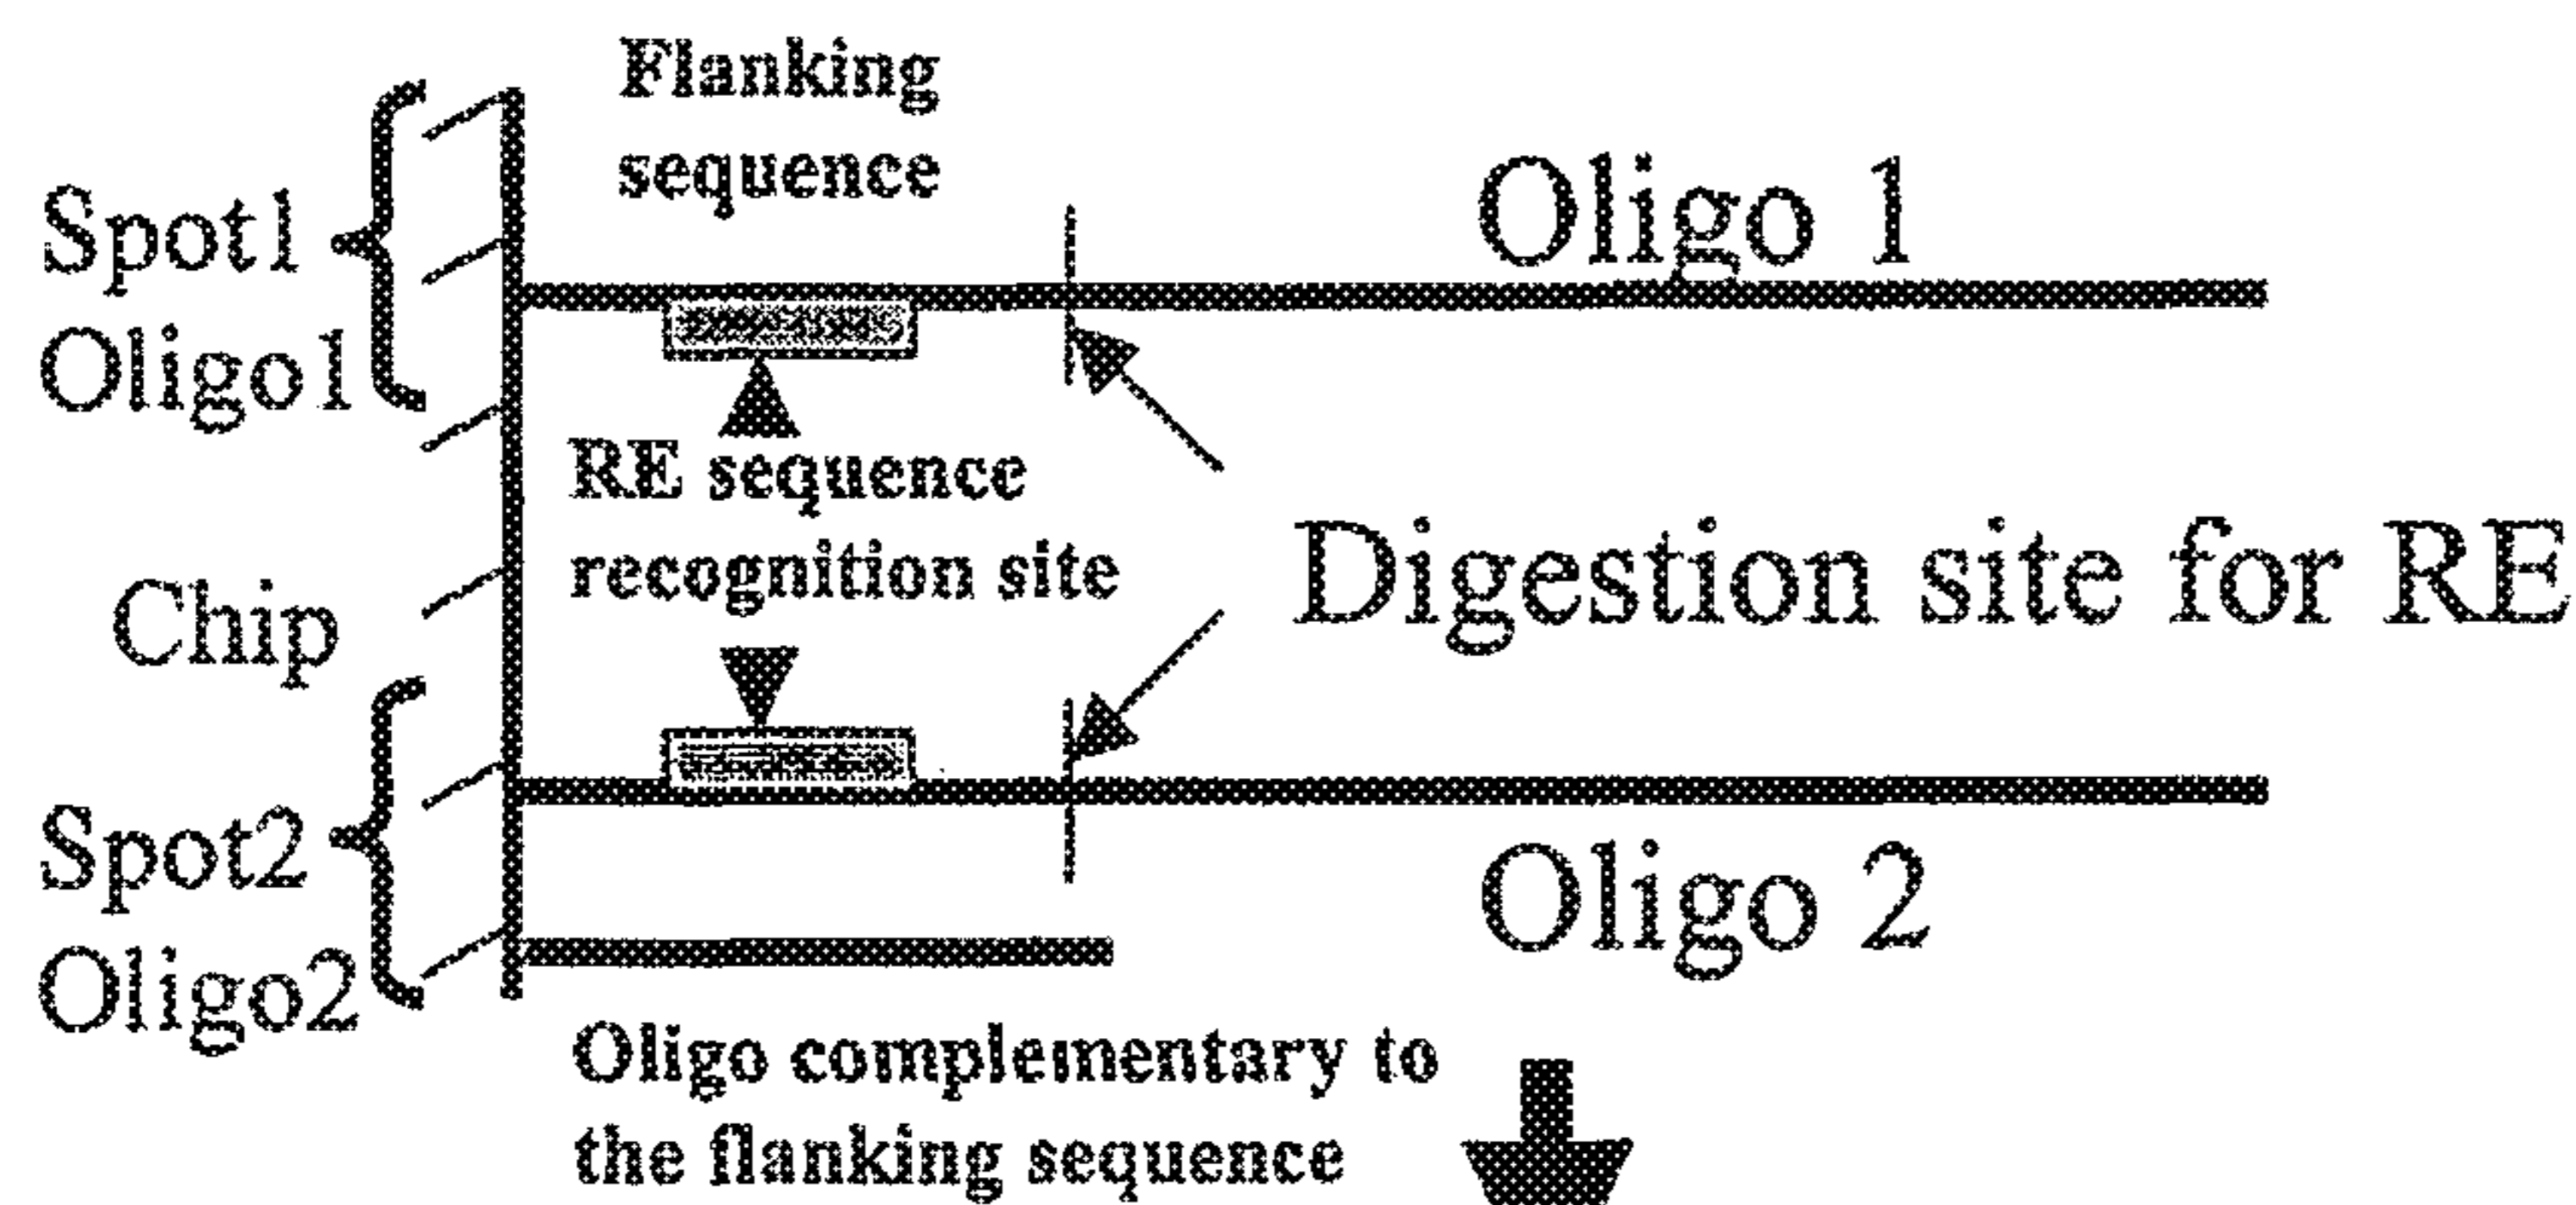 Flanking
sequence
Spot1
Oligo1
Oligo 1
RE sequence
recognition site
Digestion site for RE
Chip
Spot2
Oligo2
Oligo 2
Oligo complementary to
the flanking sequence